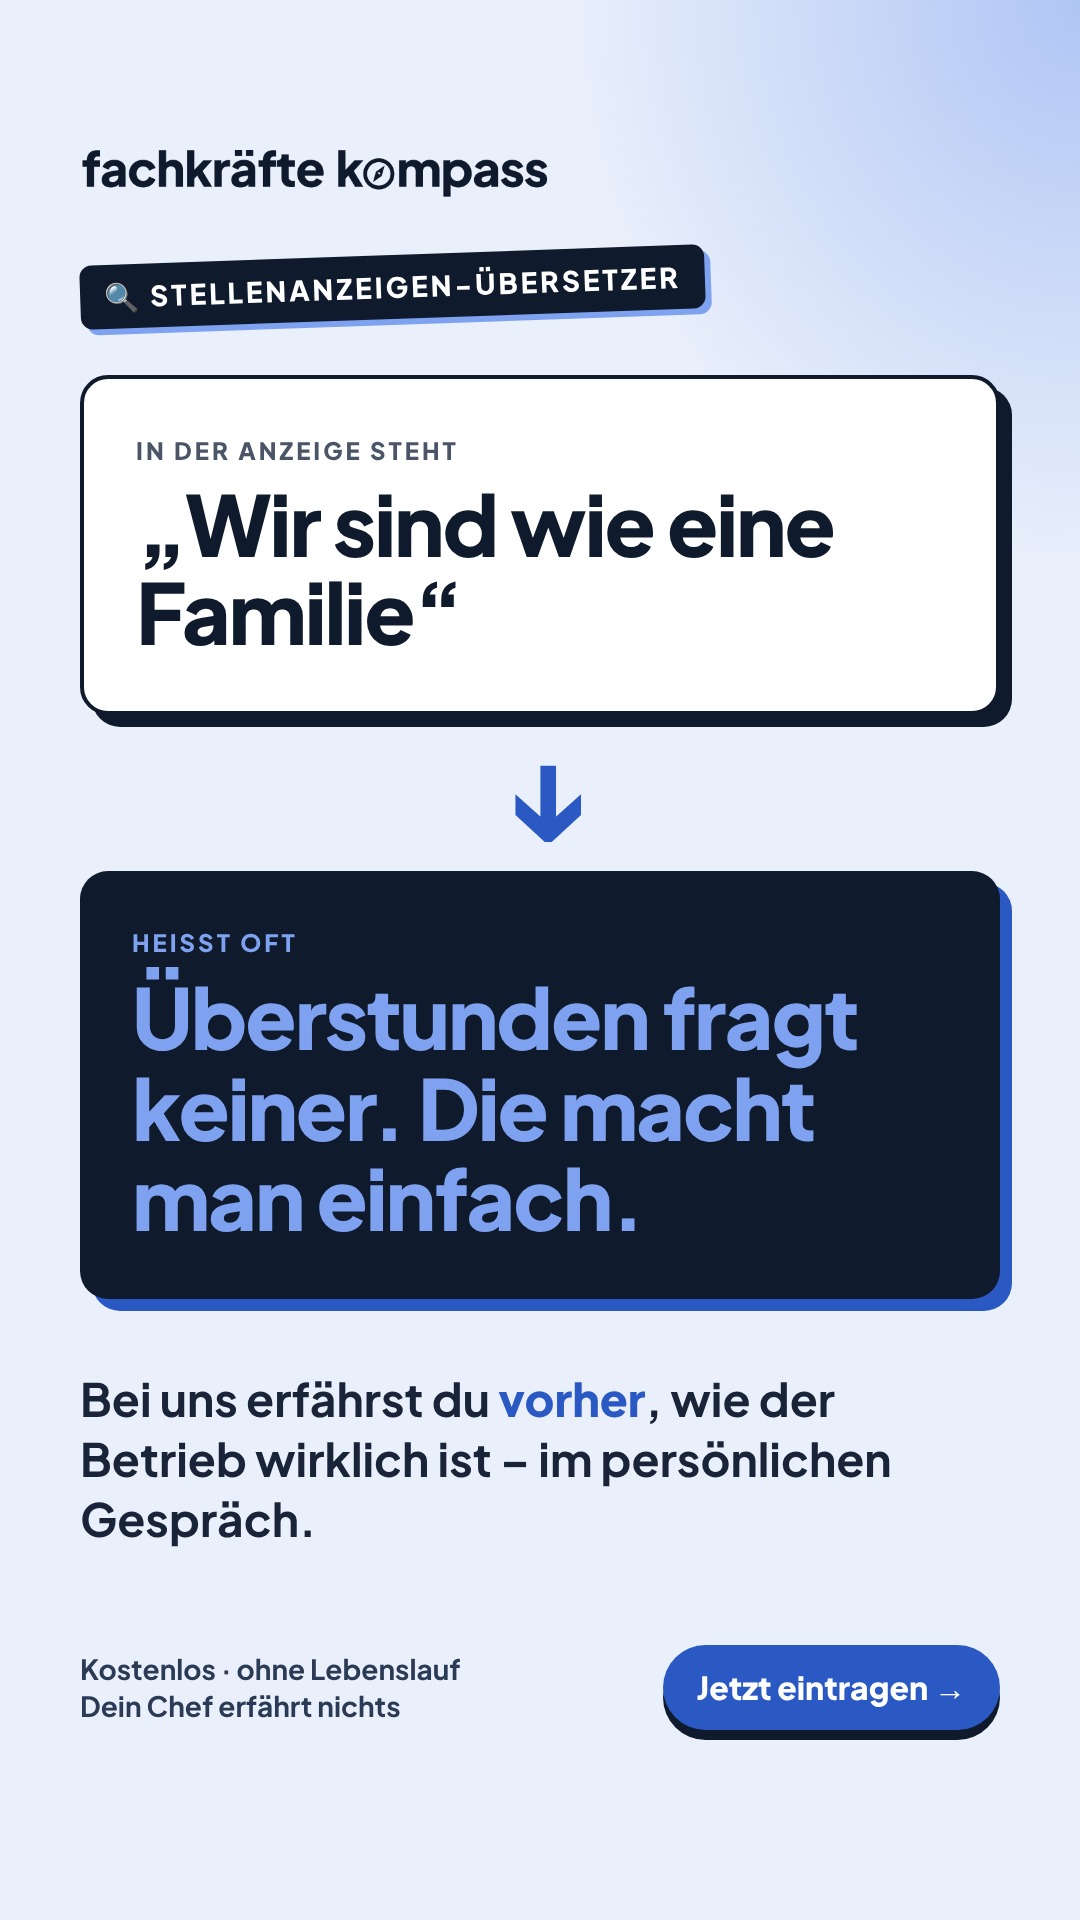 fachkräfte kompass
🔍 STELLENANZEIGEN-ÜBERSETZER
IN DER ANZEIGE STEHT
„Wir sind wie eine
Familie“
↓
HEISST OFT
Überstunden fragt
keiner. Die macht
man einfach.
Bei uns erfährst du vorher, wie der
Betrieb wirklich ist – im persönlichen
Gespräch.
Kostenlos · ohne Lebenslauf
Dein Chef erfährt nichts
Jetzt eintragen →